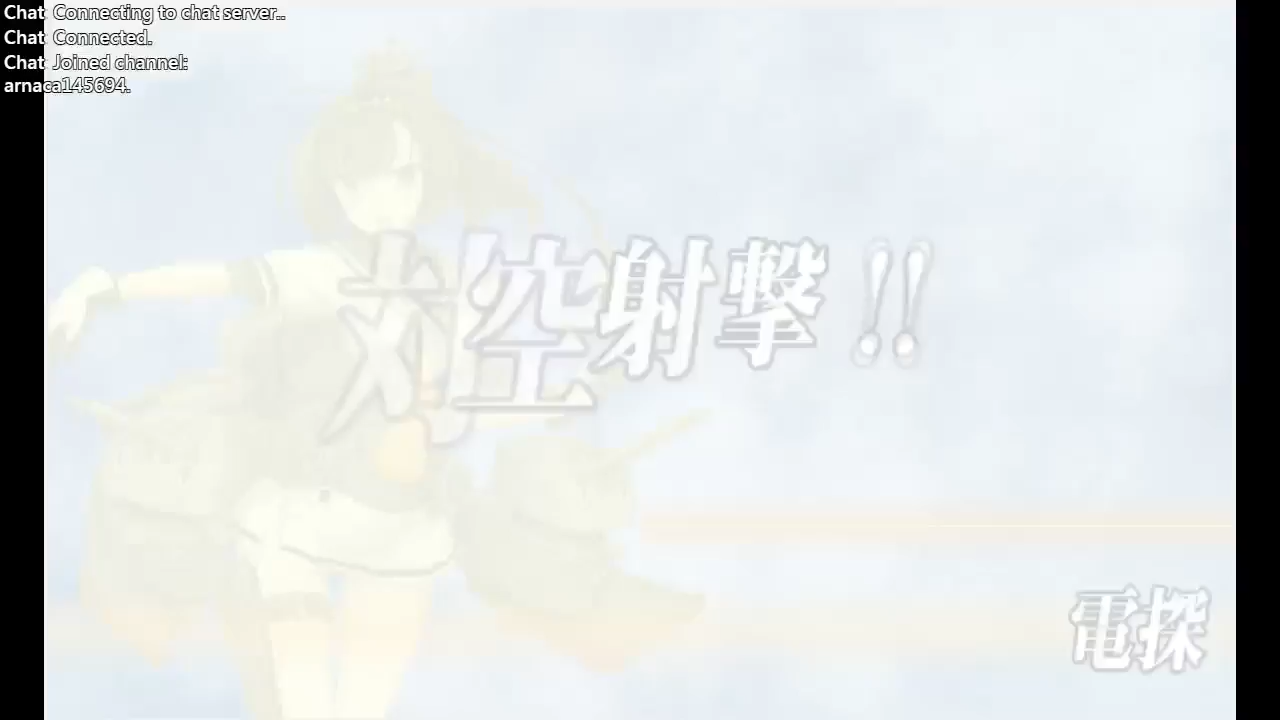 Chat: Connecting to chat server..
Chat: Connected.
Chat: Joined channel:
arnaca145694.
対空射撃!!
電探